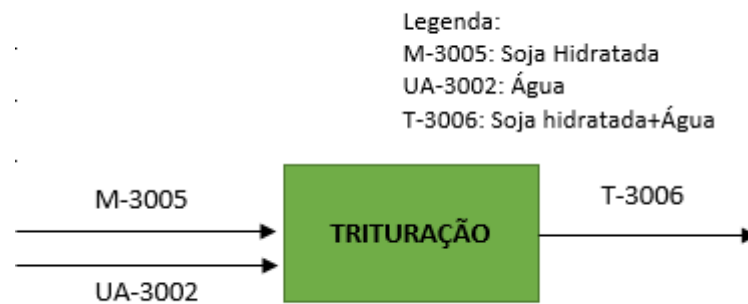 Legenda:
M-3005: Soja Hidratada
UA-3002: Água
T-3006: Soja hidratada+Água
M-3005
T-3006
TRITURAÇÃO
UA-3002